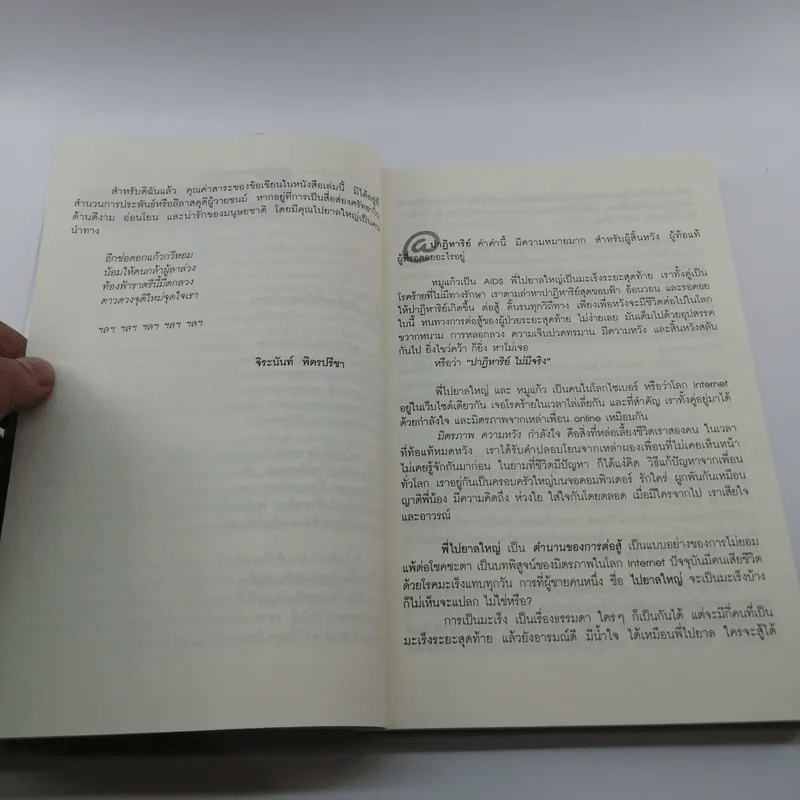 สำหรับดิฉันแล้ว คุณค่าสาระของข้อเขียนในหนังสือเล่มนี้ มิได้อยู่ที่
สำนวนการประพันธ์หรือลีลาสดุดีผู้วายชนม์ หากอยู่ที่การเป็นสื่อส่องศรัทธาใน
ด้านดีงาม อ่อนโยน และน่ารักของมนุษยชาติ โดยมีคุณไปยาลใหญ่เป็นคน
นำทาง
อีกช่อดอกแก้วกวีหอม
น้อมให้คนกล้าผู้ลาล่วง
ท้องฟ้าราตรีนี้มืดกลวง
ดาวดวงจุติใหม่จุดใจเรา
ฯลฯ ฯลฯ ฯลฯ ฯลฯ ฯลฯ
จิระนันท์ พิตรปรีชา
@ปาฏิหาริย์ คำคำนี้ มีความหมายมาก สำหรับผู้สิ้นหวัง ผู้ท้อแท้
ผู้ที่รอคอยอะไรอยู่
หมูแก้วเป็น AIDS พี่ไปยาลใหญ่เป็นมะเร็งระยะสุดท้าย เราทั้งคู่เป็น
โรคร้ายที่ไม่มีทางรักษา เราตามล่าหาปาฏิหาริย์สุดขอบฟ้า อ้อนวอน และรอคอย
ให้ปาฏิหาริย์เกิดขึ้น ต่อสู้ ดิ้นรนทุกวิถีทาง เพียงเพื่อหวังจะมีชีวิตต่อไปในโลก
ใบนี้ หนทางการต่อสู้ของผู้ป่วยระยะสุดท้าย ไม่ง่ายเลย มันเต็มไปด้วยอุปสรรค
ขวากหนาม การหลอกลวง ความเจ็บปวดทรมาน มีความหวัง และสิ้นหวังสลับ
กันไป ยิ่งไขว่คว้า ก็ยิ่ง หาไม่เจอ
หรือว่า “ปาฏิหาริย์ ไม่มีจริง”
พี่ไปยาลใหญ่ และ หมูแก้ว เป็นคนในโลกไซเบอร์ หรือว่าโลก Internet
อยู่ในเว็บไซด์เดียวกัน เจอโรคร้ายในเวลาไล่เลี่ยกัน และที่สำคัญ เราทั้งคู่อยู่มาได้
ด้วยกำลังใจ และมิตรภาพจากเหล่าเพื่อน online เหมือนกัน
มิตรภาพ ความหวัง กำลังใจ คือสิ่งที่หล่อเลี้ยงชีวิตเราสองคน ในเวลา
ที่ท้อแท้หมดหวัง เราได้รับคำปลอบโยนจากเหล่าผองเพื่อนที่ไม่เคยเห็นหน้า
ไม่เคยรู้จักกันมาก่อน ในยามที่ชีวิตมีปัญหา ก็ได้แง่คิด วิธีแก้ปัญหาจากเพื่อน
ทั่วโลก เราอยู่กันเป็นครอบครัวใหญ่บนจอคอมพิวเตอร์ รักใคร่ ผูกพันกันเหมือน
ญาติพี่น้อง มีความคิดถึง ห่วงใย ใส่ใจกันโดยตลอด เมื่อมีใครจากไป เราเสียใจ
และอาวรณ์
พี่ไปยาลใหญ่ เป็น ตำนานของการต่อสู้ เป็นแบบอย่างของการไม่ยอม
แพ้ต่อโชคชะตา เป็นบทพิสูจน์ของมิตรภาพในโลก Internet ปัจจุบันมีคนเสียชีวิต
ด้วยโรคมะเร็งแทบทุกวัน การที่ผู้ชายคนหนึ่ง ชื่อ ไปยาลใหญ่ จะเป็นมะเร็งบ้าง
ก็ไม่เห็นจะแปลก ไม่ใช่หรือ?
การเป็นมะเร็ง เป็นเรื่องธรรมดา ใครๆ ก็เป็นกันได้ แต่จะมีกี่คนที่เป็น
มะเร็งระยะสุดท้าย แล้วยังอารมณ์ดี มีน้ำใจ ได้เหมือนพี่ไปยาล ใครจะสู้ได้